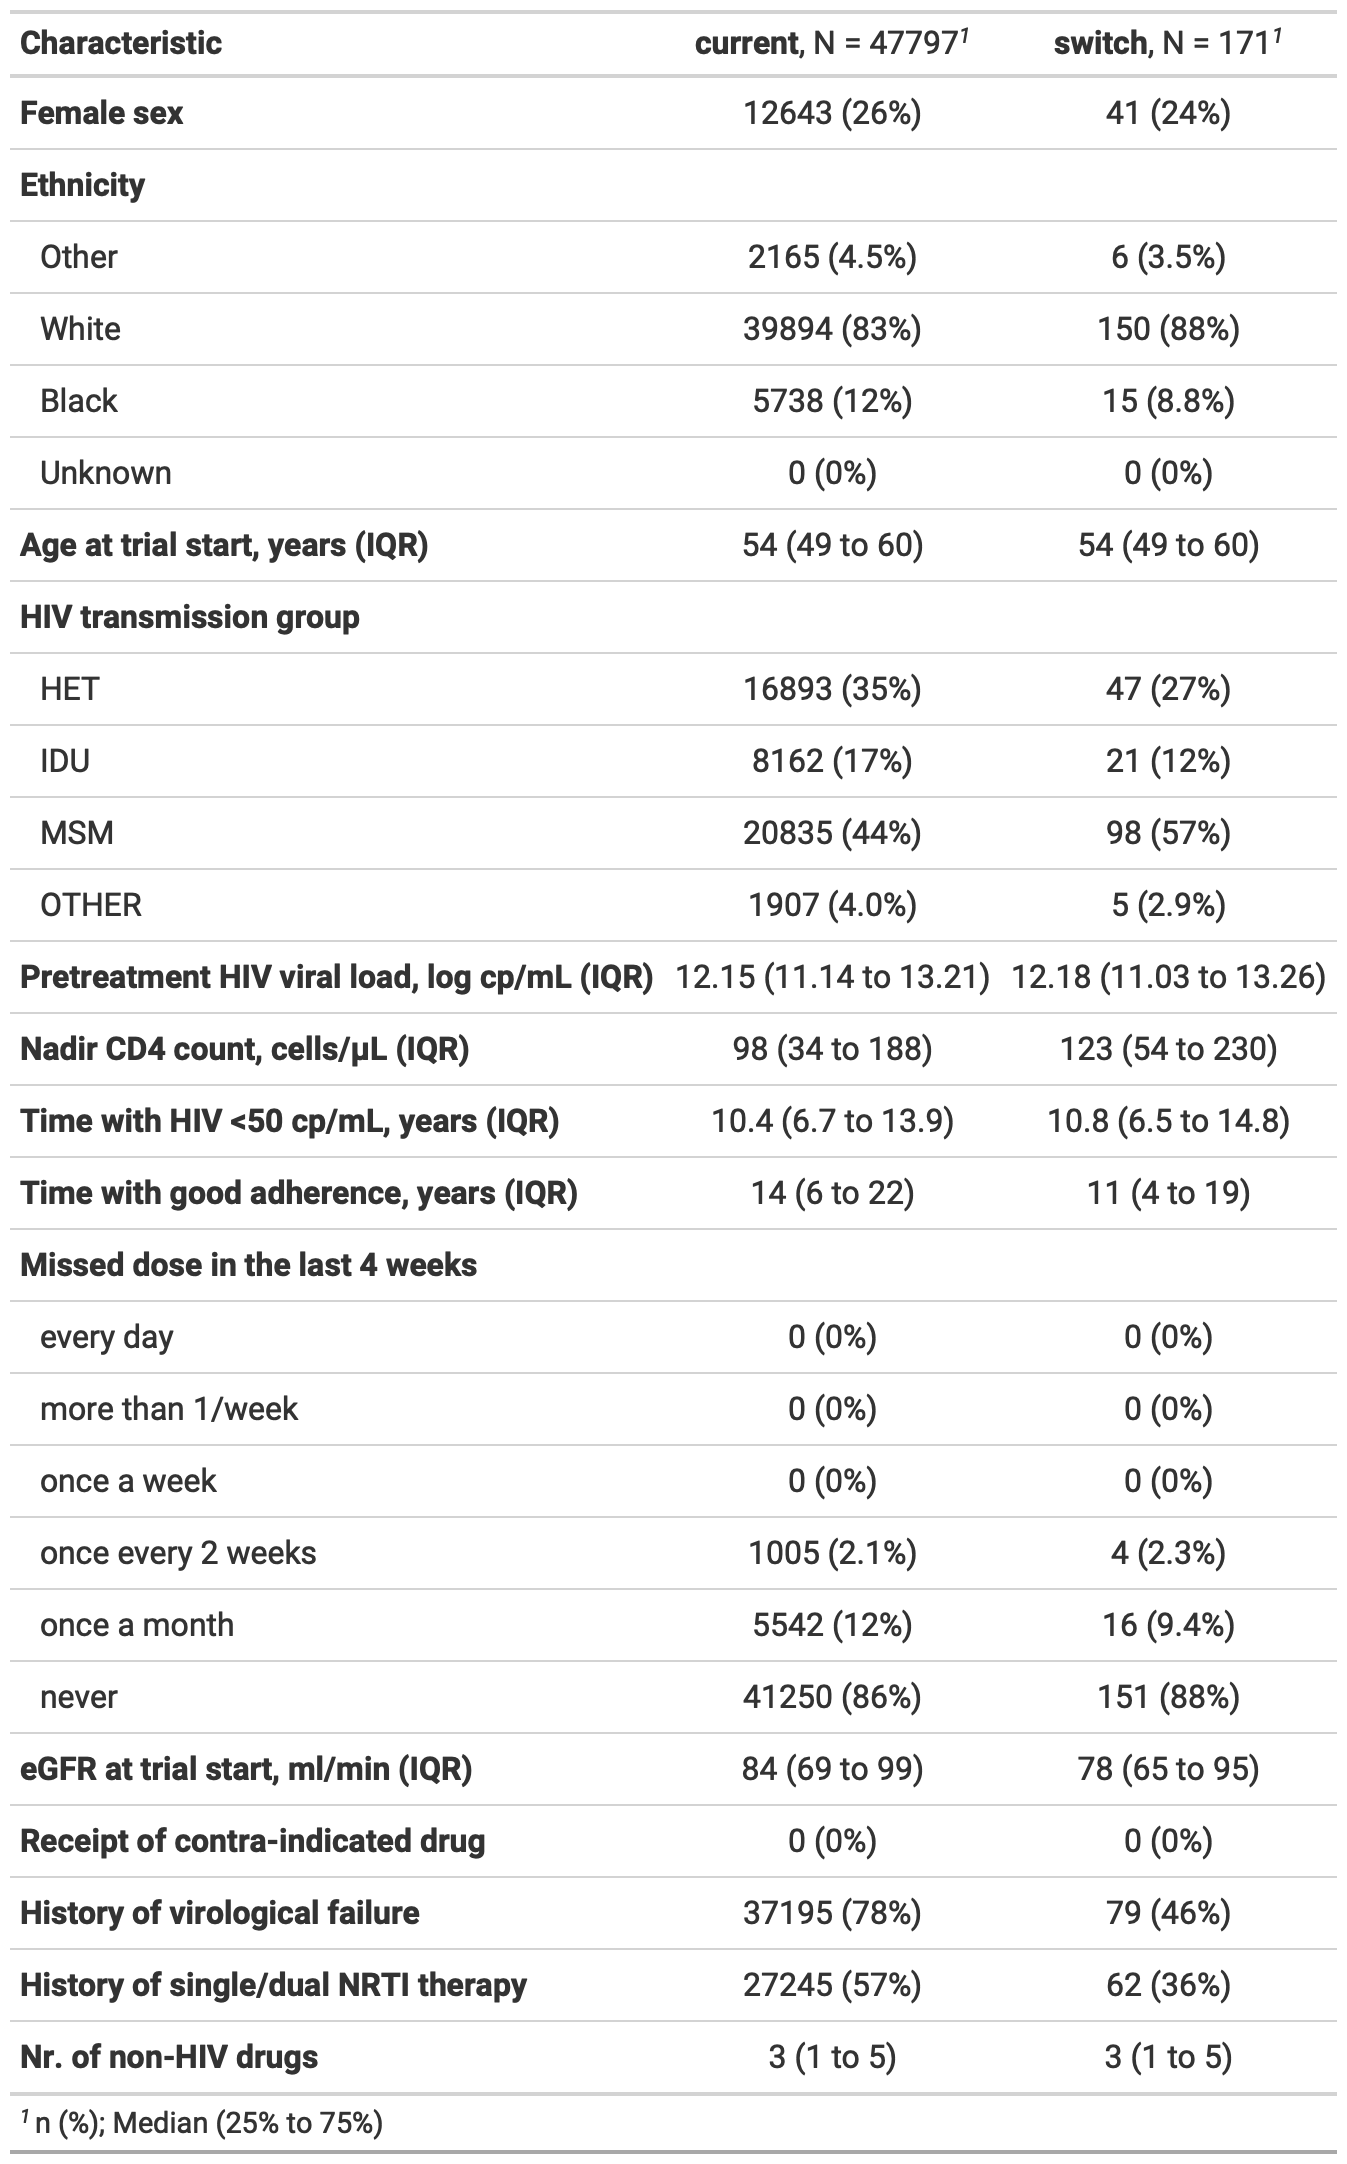 Characteristic current, N = 47797¹ switch, N = 171¹
Female sex 12643 (26%) 41 (24%)
Ethnicity
Other 2165 (4.5%) 6 (3.5%)
White 39894 (83%) 150 (88%)
Black 5738 (12%) 15 (8.8%)
Unknown 0 (0%) 0 (0%)
Age at trial start, years (IQR) 54 (49 to 60) 54 (49 to 60)
HIV transmission group
HET 16893 (35%) 47 (27%)
IDU 8162 (17%) 21 (12%)
MSM 20835 (44%) 98 (57%)
OTHER 1907 (4.0%) 5 (2.9%)
Pretreatment HIV viral load, log cp/mL (IQR) 12.15 (11.14 to 13.21) 12.18 (11.03 to 13.26)
Nadir CD4 count, cells/µL (IQR) 98 (34 to 188) 123 (54 to 230)
Time with HIV <50 cp/mL, years (IQR) 10.4 (6.7 to 13.9) 10.8 (6.5 to 14.8)
Time with good adherence, years (IQR) 14 (6 to 22) 11 (4 to 19)
Missed dose in the last 4 weeks
every day 0 (0%) 0 (0%)
more than 1/week 0 (0%) 0 (0%)
once a week 0 (0%) 0 (0%)
once every 2 weeks 1005 (2.1%) 4 (2.3%)
once a month 5542 (12%) 16 (9.4%)
never 41250 (86%) 151 (88%)
eGFR at trial start, ml/min (IQR) 84 (69 to 99) 78 (65 to 95)
Receipt of contra-indicated drug 0 (0%) 0 (0%)
History of virological failure 37195 (78%) 79 (46%)
History of single/dual NRTI therapy 27245 (57%) 62 (36%)
Nr. of non-HIV drugs 3 (1 to 5) 3 (1 to 5)
¹ n (%); Median (25% to 75%)